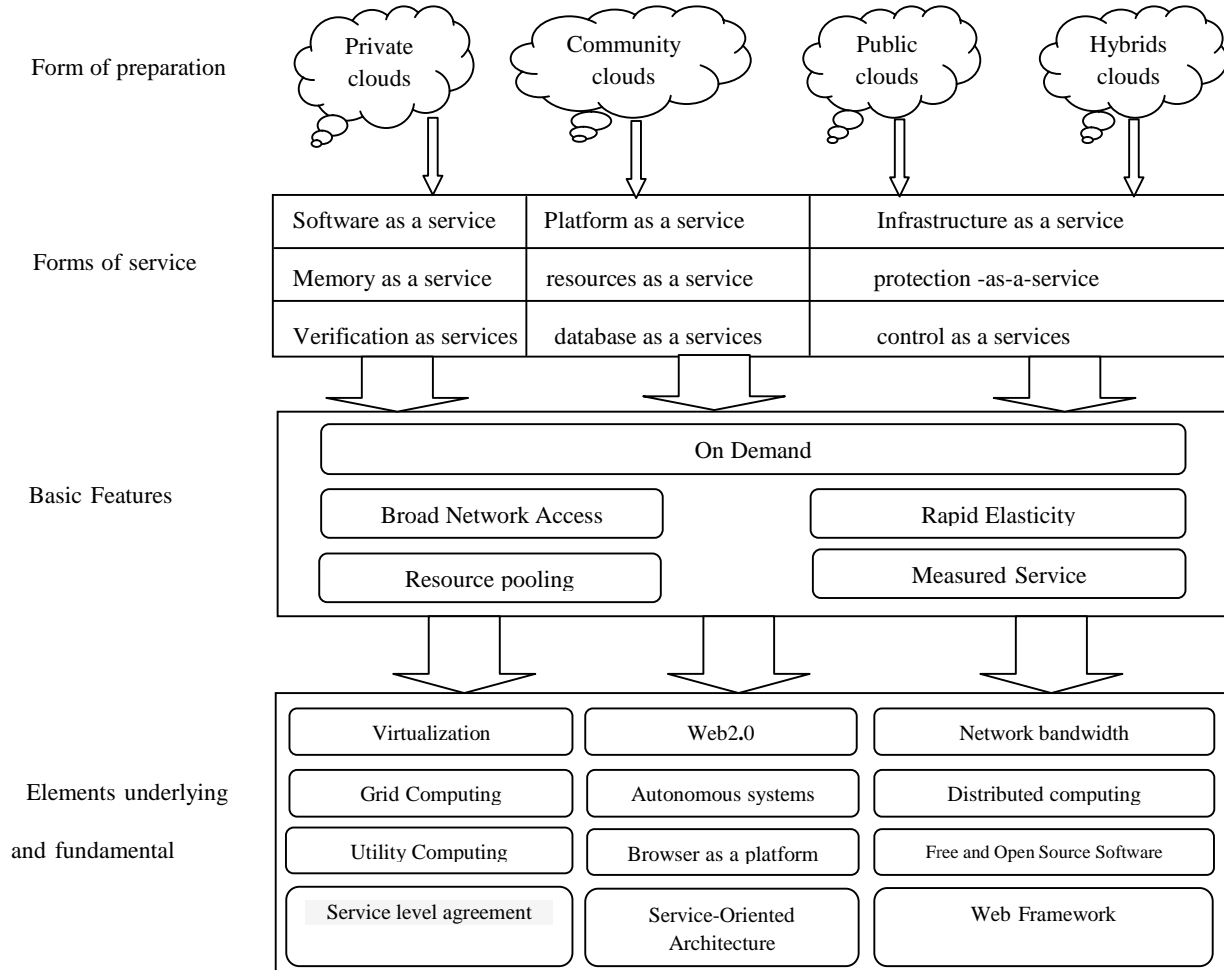 Form of preparation
Private
clouds
Community
clouds
Public
clouds
Hybrids
clouds
Forms of service
Software as a service
Platform as a service
Infrastructure as a service
Memory as a service
resources as a service
protection -as-a-service
Verification as services
database as a services
control as a services
Basic Features
On Demand
Broad Network Access
Rapid Elasticity
Resource pooling
Measured Service
Elements underlying
and fundamental
Virtualization
Web2.0
Network bandwidth
Grid Computing
Autonomous systems
Distributed computing
Utility Computing
Browser as a platform
Free and Open Source Software
Service level agreement
Service-Oriented
Architecture
Web Framework